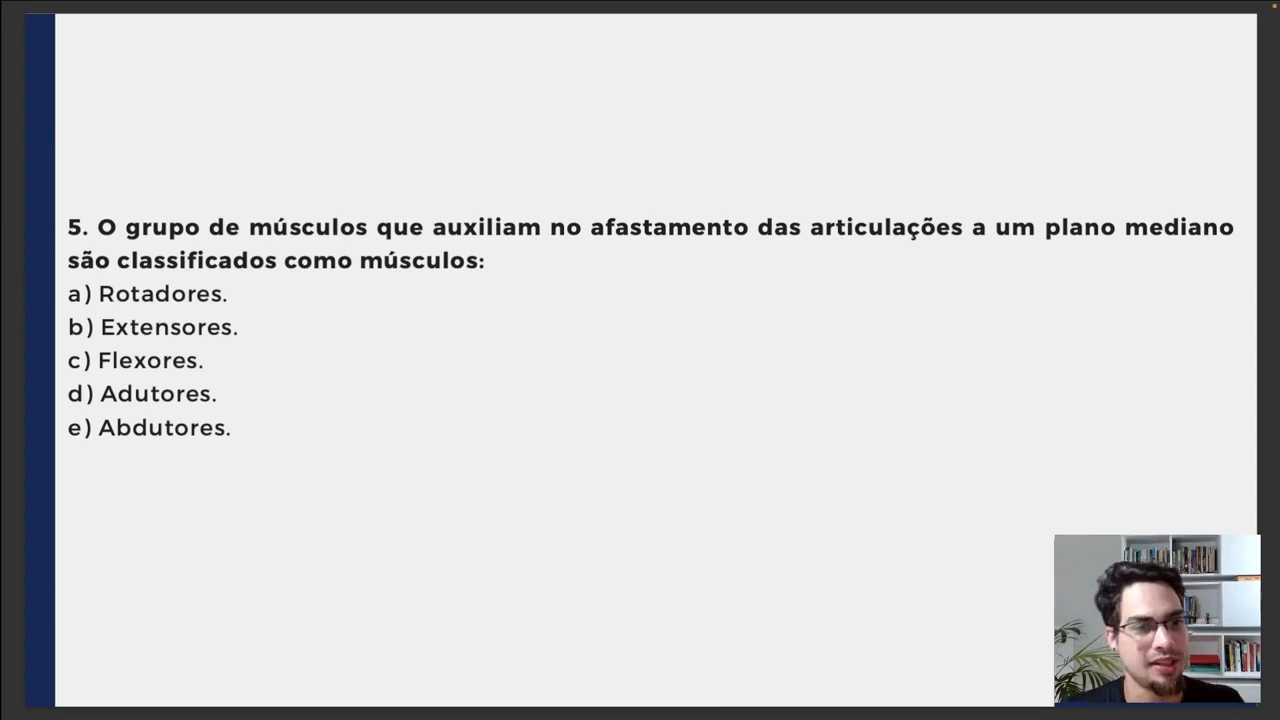 5. O grupo de músculos que auxiliam no afastamento das articulações a um plano mediano
são classificados como músculos:
a) Rotadores.
b) Extensores.
c) Flexores.
d) Adutores.
e) Abdutores.